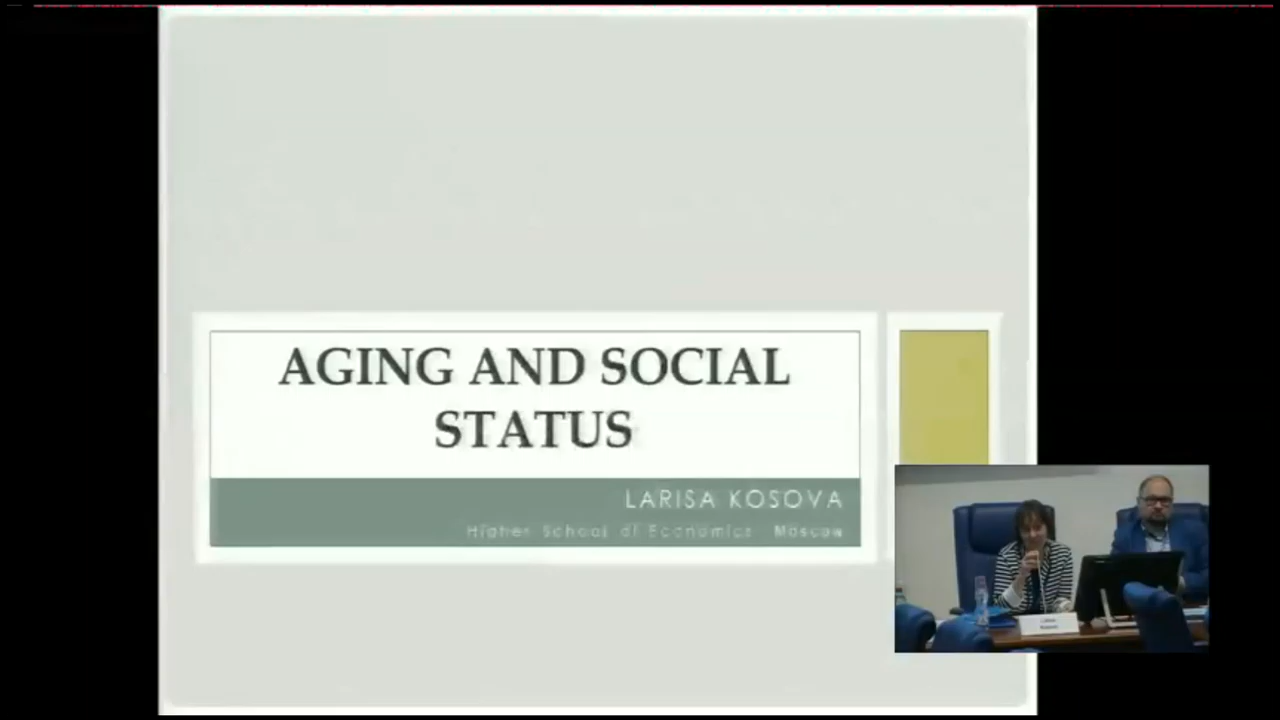 AGING AND SOCIAL
STATUS
LARISA KOSOVA
Higher School of Economics Moscow